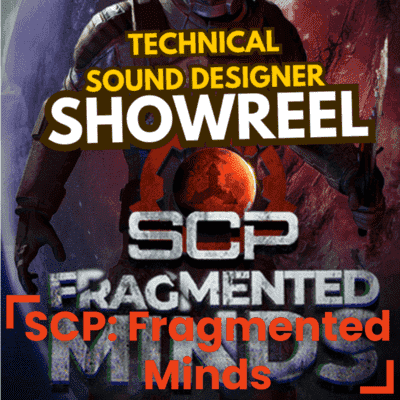 TECHNICAL
SOUND DESIGNER
SHOWREEL
SCP
FRAGMENTED
MINDS
SCP: Fragmented
Minds